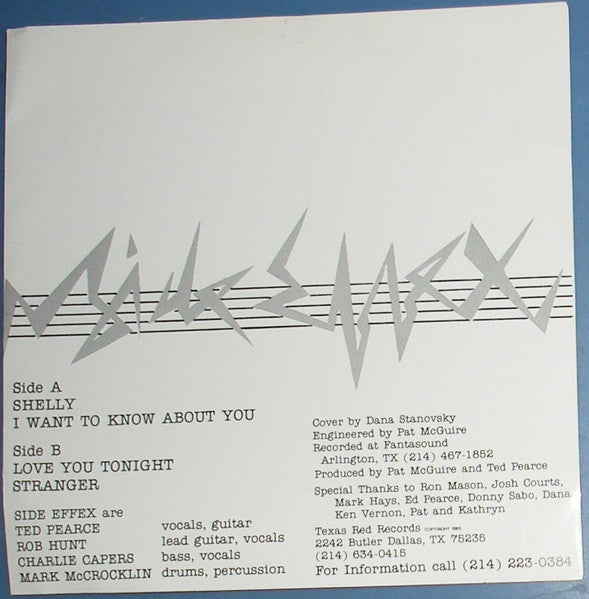 Side Effex
Side A
SHELLY
I WANT TO KNOW ABOUT YOU
Side B
LOVE YOU TONIGHT
STRANGER
SIDE EFFEX are
TED PEARCE vocals, guitar
ROB HUNT lead guitar, vocals
CHARLIE CAPERS bass, vocals
MARK McCROCKLIN drums, percussion
Cover by Dana Stanovsky
Engineered by Pat McGuire
Recorded at Fantasound
Arlington, TX (214) 467-1852
Produced by Pat McGuire and Ted Pearce
Special Thanks to Ron Mason, Josh Courts,
Mark Hays, Ed Pearce, Donny Sabo, Dana
Ken Vernon, Pat and Kathryn
Texas Red Records COPYRIGHT 1985
2242 Butler Dallas, TX 75235
(214) 634-0415
For Information call (214) 223-0384